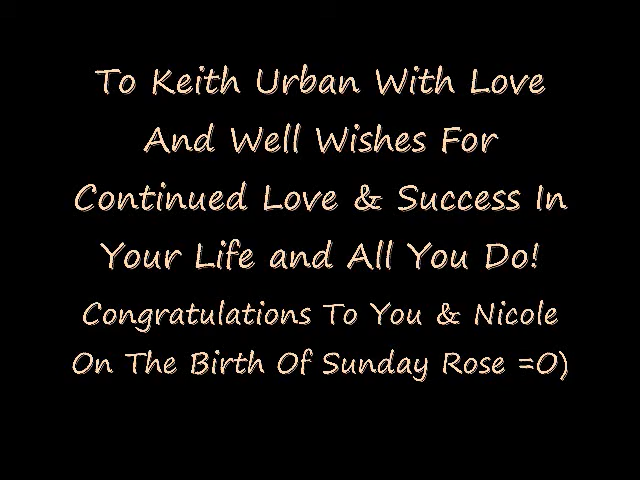 To Keith Urban With Love
And Well Wishes For
Continued Love & Success In
Your Life and All You Do!
Congratulations To You & Nicole
On The Birth Of Sunday Rose =O)